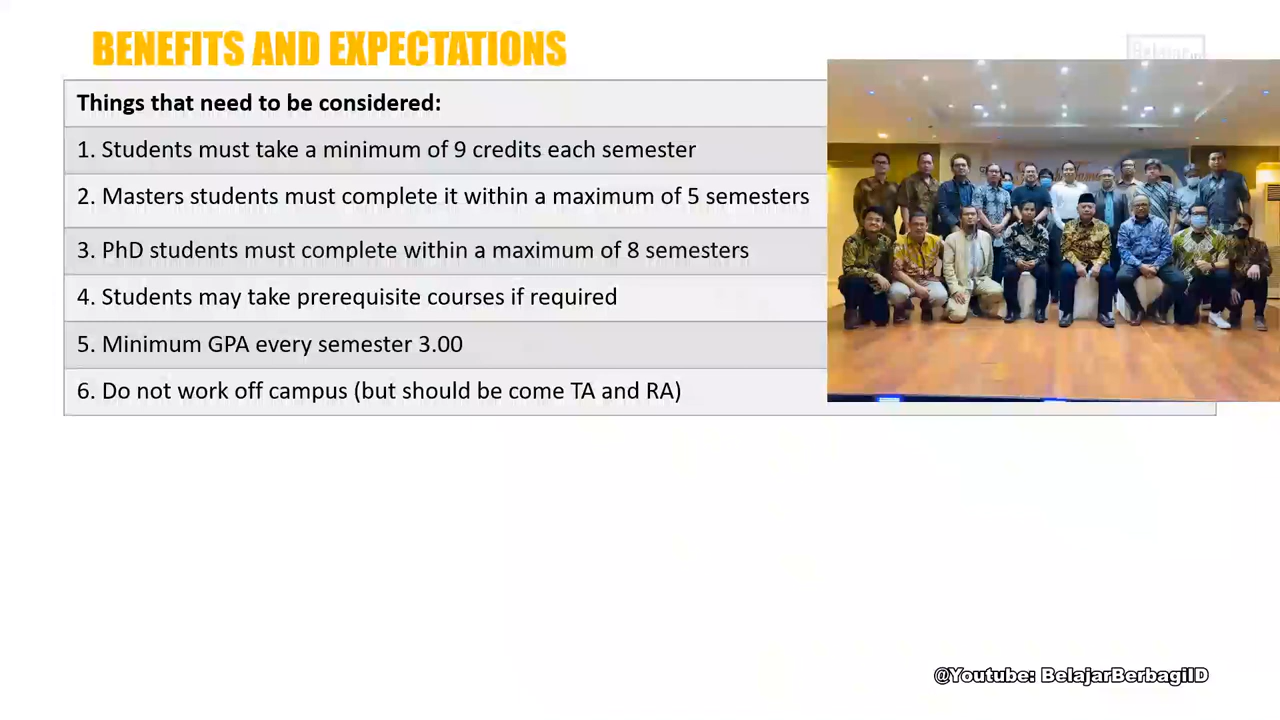 BENEFITS AND EXPECTATIONS
Things that need to be considered:
1. Students must take a minimum of 9 credits each semester
2. Masters students must complete it within a maximum of 5 semesters
3. PhD students must complete within a maximum of 8 semesters
4. Students may take prerequisite courses if required
5. Minimum GPA every semester 3.00
6. Do not work off campus (but should be come TA and RA)
@Youtube: BelajarBerbagiID